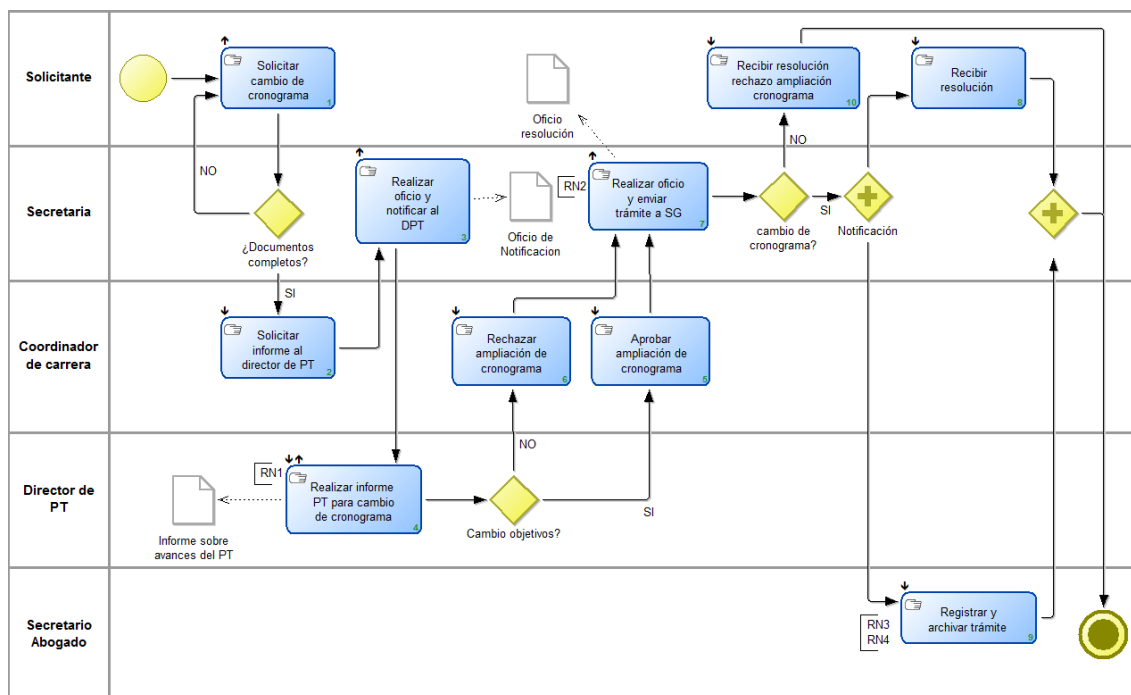 Solicitante
Solicitar
cambio de
cronograma
1
Oficio
resolución
Recibir resolución
rechazo ampliación
cronograma
10
Recibir
resolución
8
NO
NO
Secretaria
¿Documentos
completos?
Realizar
oficio y
notificar al
DPT
3
Oficio de
Notificacion
RN2
Realizar oficio
y enviar
trámite a SG
7
cambio de
cronograma?
SI
Notificación
SI
Coordinador
de carrera
Solicitar
informe al
director de PT
2
Rechazar
ampliación de
cronograma
6
Aprobar
ampliación de
cronograma
5
NO
Director de
PT
Informe sobre
avances del PT
RN1
Realizar informe
PT para cambio
de cronograma
4
Cambio objetivos?
SI
Secretario
Abogado
RN3
RN4
Registrar y
archivar trámite
9